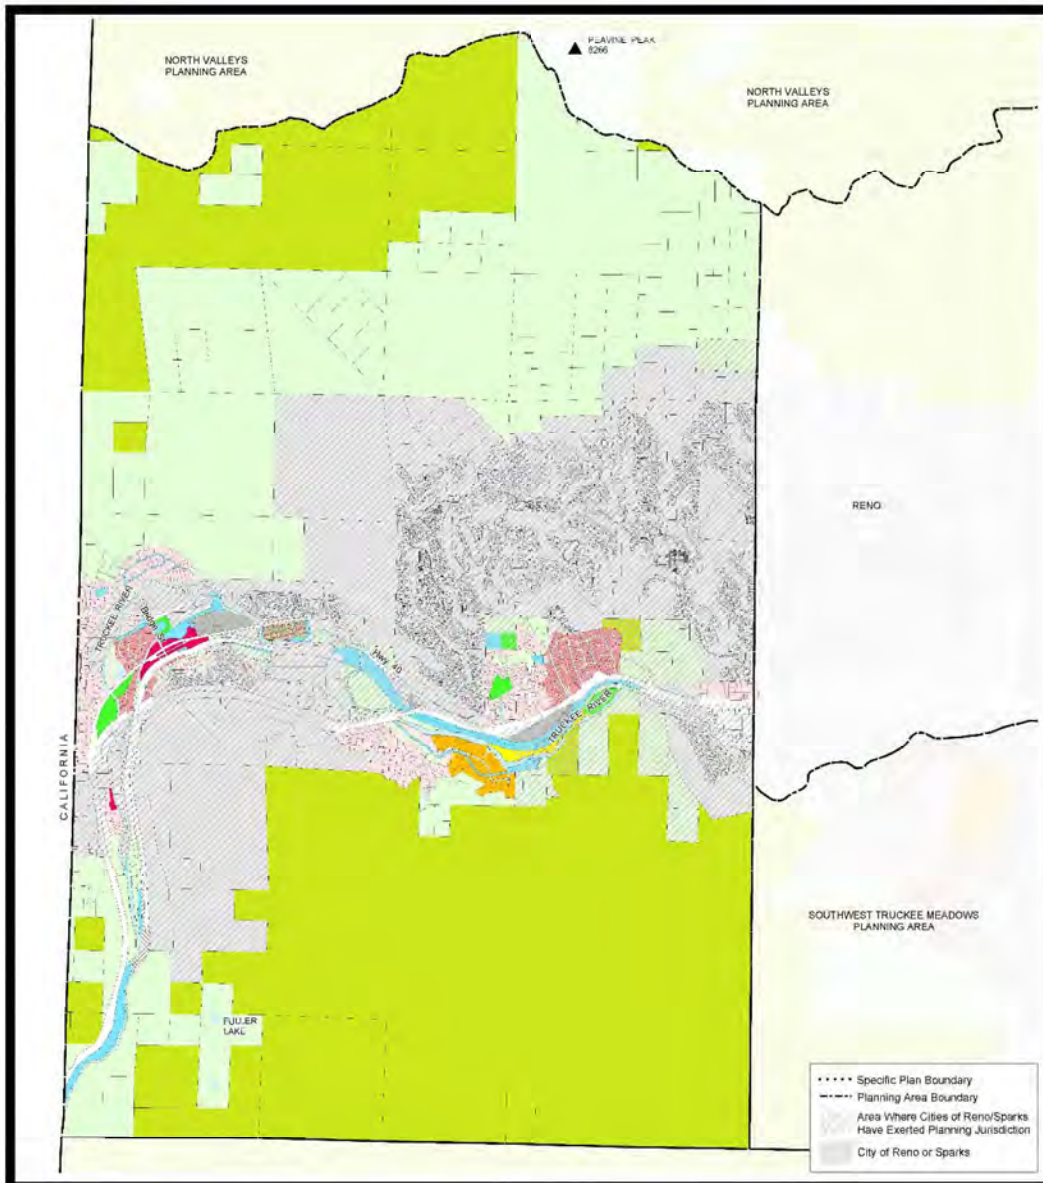 PEAVINE PEAK
8266
NORTH VALLEYS
PLANNING AREA
NORTH VALLEYS
PLANNING AREA
RENO
TRUCKEE RIVER
Bridge St
Hwy 40
TRUCKEE RIVER
CALIFORNIA
SOUTHWEST TRUCKEE MEADOWS
PLANNING AREA
FULLER
LAKE
Specific Plan Boundary
Planning Area Boundary
Area Where Cities of Reno/Sparks
Have Exerted Planning Jurisdiction
City of Reno or Sparks